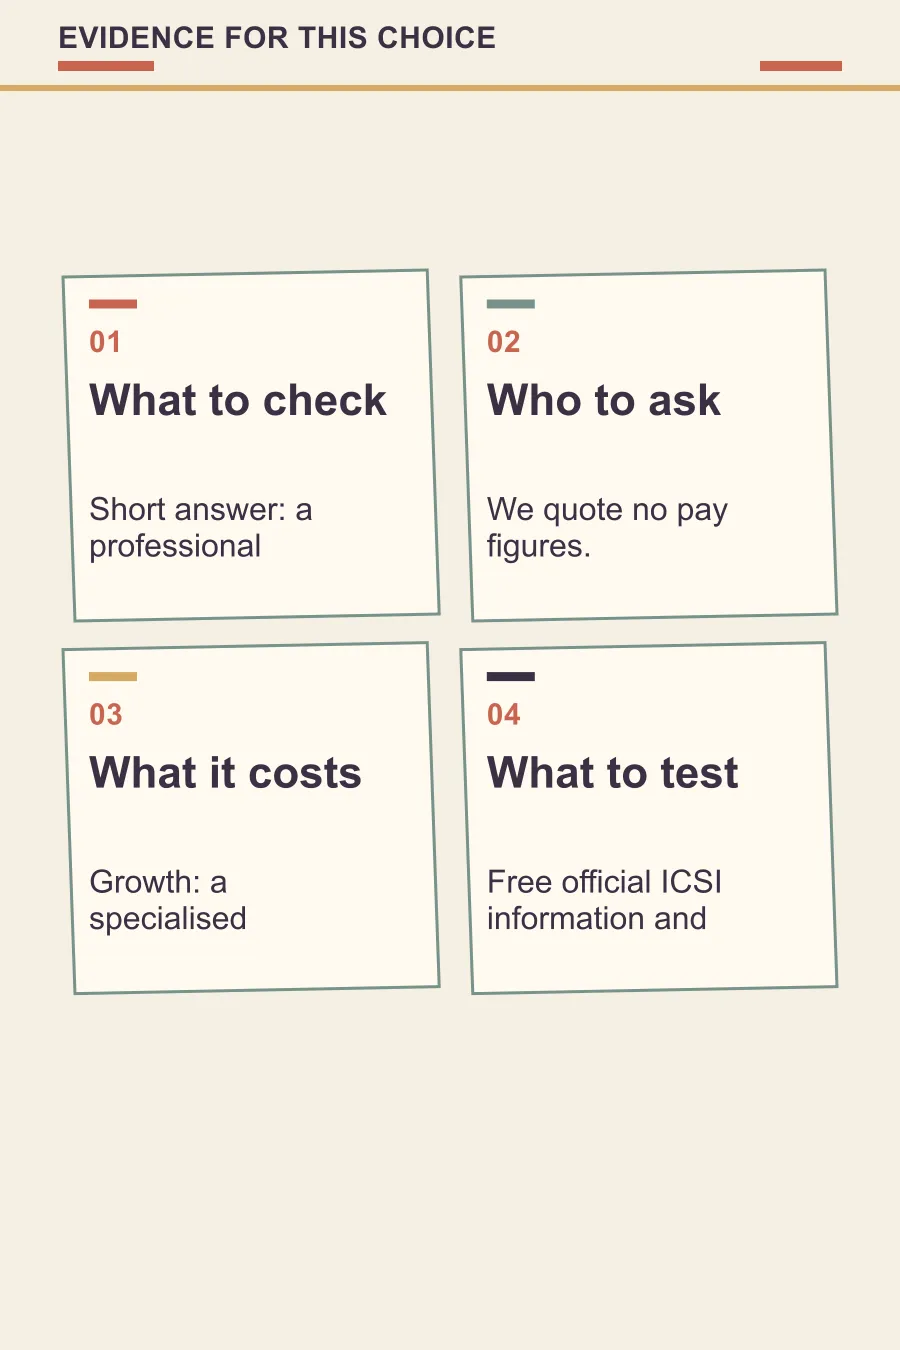 EVIDENCE FOR THIS CHOICE
01
What to check
Short answer: a
professional
02
Who to ask
We quote no pay
figures.
03
What it costs
Growth: a
specialised
04
What to test
Free official ICSI
information and